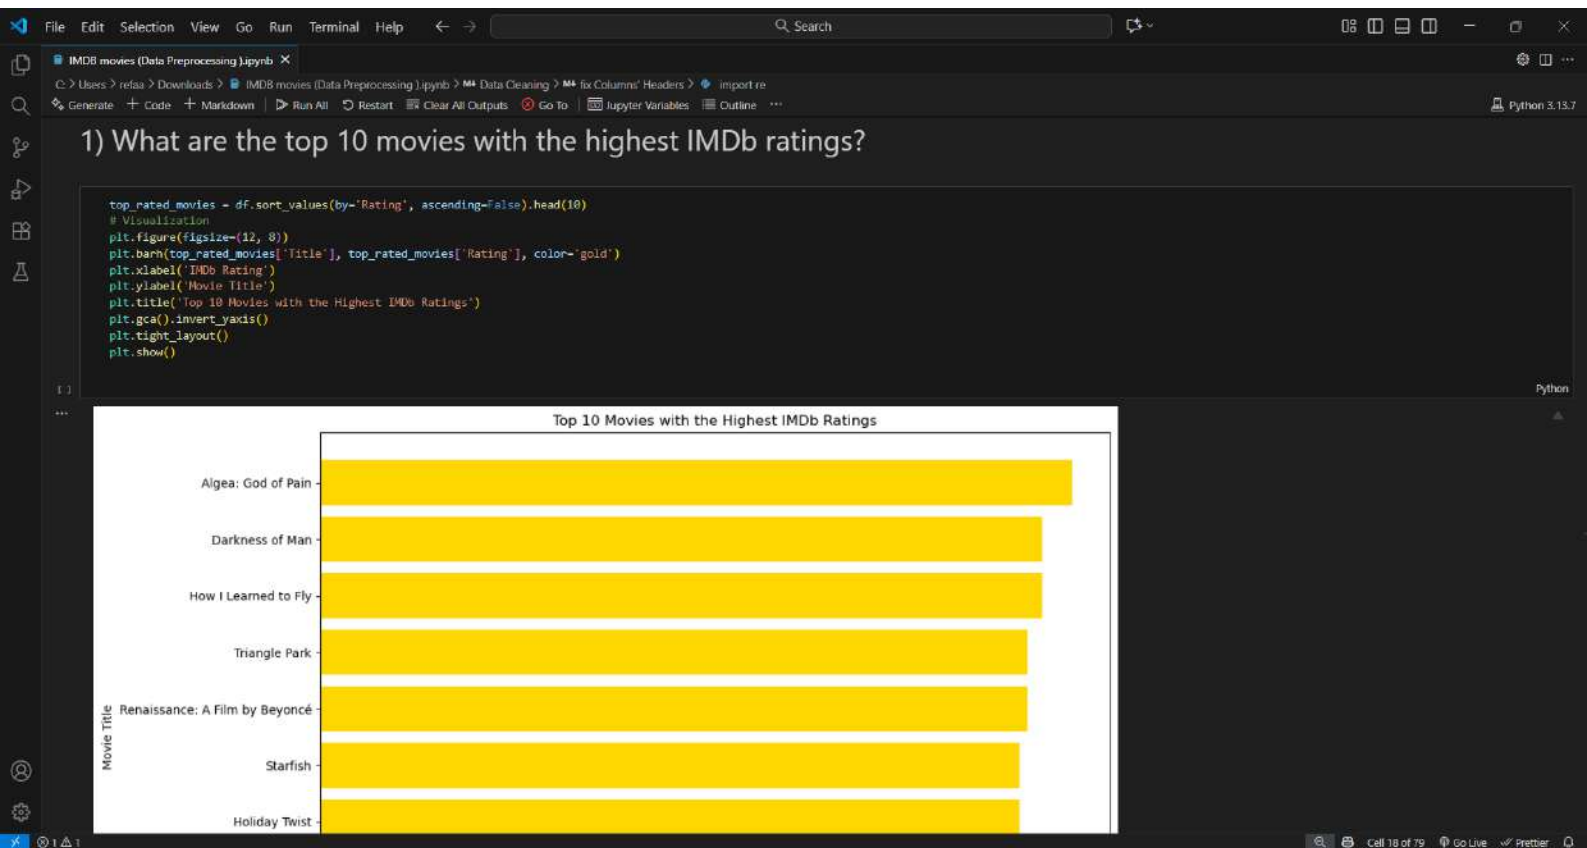 File Edit Selection View Go Run Terminal Help Search
IMDB movies (Data Preprocessing ).ipynb
C: > Users > refaa > Downloads > IMDB movies (Data Preprocessing ).ipynb > M↓ Data Cleaning > M↓ fix Columns' Headers > import re
Generate + Code + Markdown Run All Restart Clear All Outputs Go To Jupyter Variables Outline ... Python 3.13.7
1) What are the top 10 movies with the highest IMDb ratings?
top_rated_movies = df.sort_values(by='Rating', ascending=False).head(10)
# Visualization
plt.figure(figsize=(12, 8))
plt.barh(top_rated_movies['Title'], top_rated_movies['Rating'], color='gold')
plt.xlabel('IMDb Rating')
plt.ylabel('Movie Title')
plt.title('Top 10 Movies with the Highest IMDb Ratings')
plt.gca().invert_yaxis()
plt.tight_layout()
plt.show()
[ ] Python
Top 10 Movies with the Highest IMDb Ratings
Algea: God of Pain
Darkness of Man
How I Learned to Fly
Triangle Park
Renaissance: A Film by Beyoncé
Movie Title
Starfish
Holiday Twist
1 1 Cell 18 of 79 Go Live Prettier